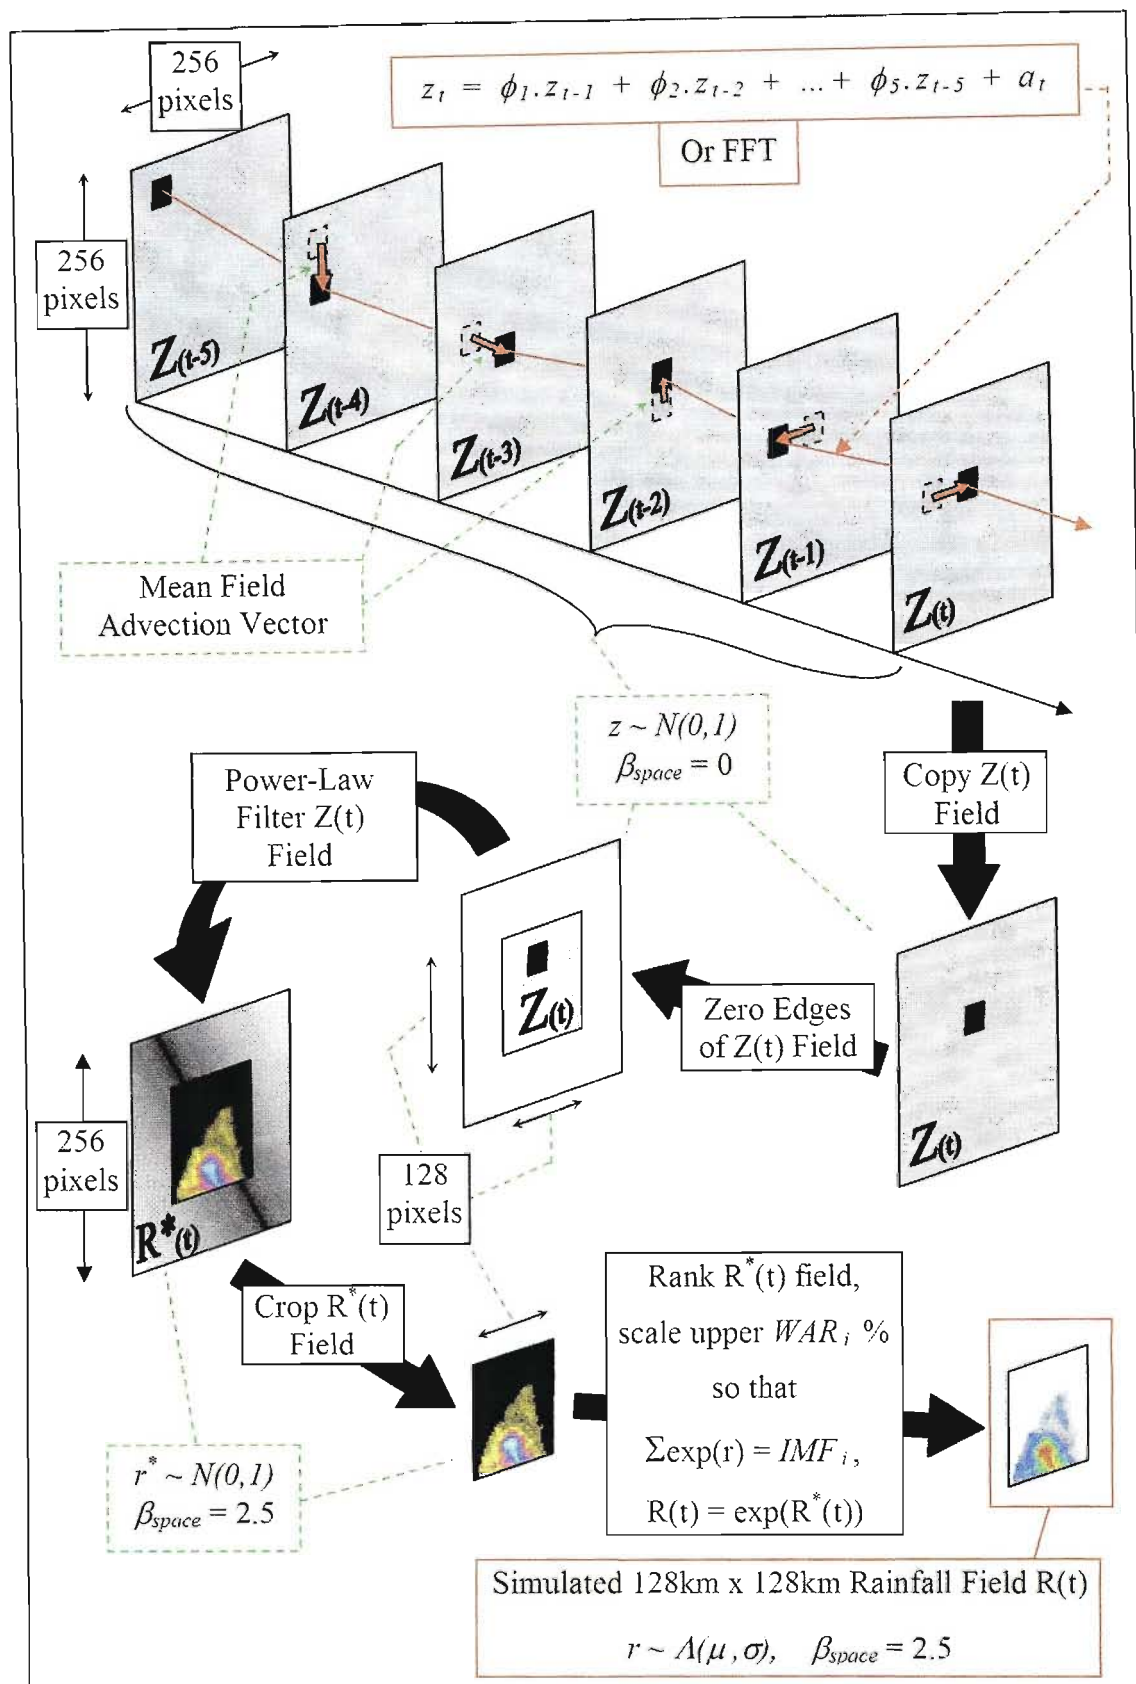 256
pixels
z_t = ϕ_1.z_{t-1} + ϕ_2.z_{t-2} + ... + ϕ_5.z_{t-5} + a_t
Or FFT
256
pixels
Z(t-5)
Z(t-4)
Z(t-3)
Z(t-2)
Z(t-1)
Z(t)
Mean Field
Advection Vector
z ~ N(0,1)
β_space = 0
Copy Z(t)
Field
Power-Law
Filter Z(t)
Field
Z(t)
Zero Edges
of Z(t) Field
Z(t)
256
pixels
R*(t)
128
pixels
Crop R*(t)
Field
Rank R*(t) field,
scale upper WAR_i %
so that
Σexp(r) = IMF_i,
R(t) = exp(R*(t))
r* ~ N(0,1)
β_space = 2.5
Simulated 128km x 128km Rainfall Field R(t)
r ~ Λ(μ,σ), β_space = 2.5